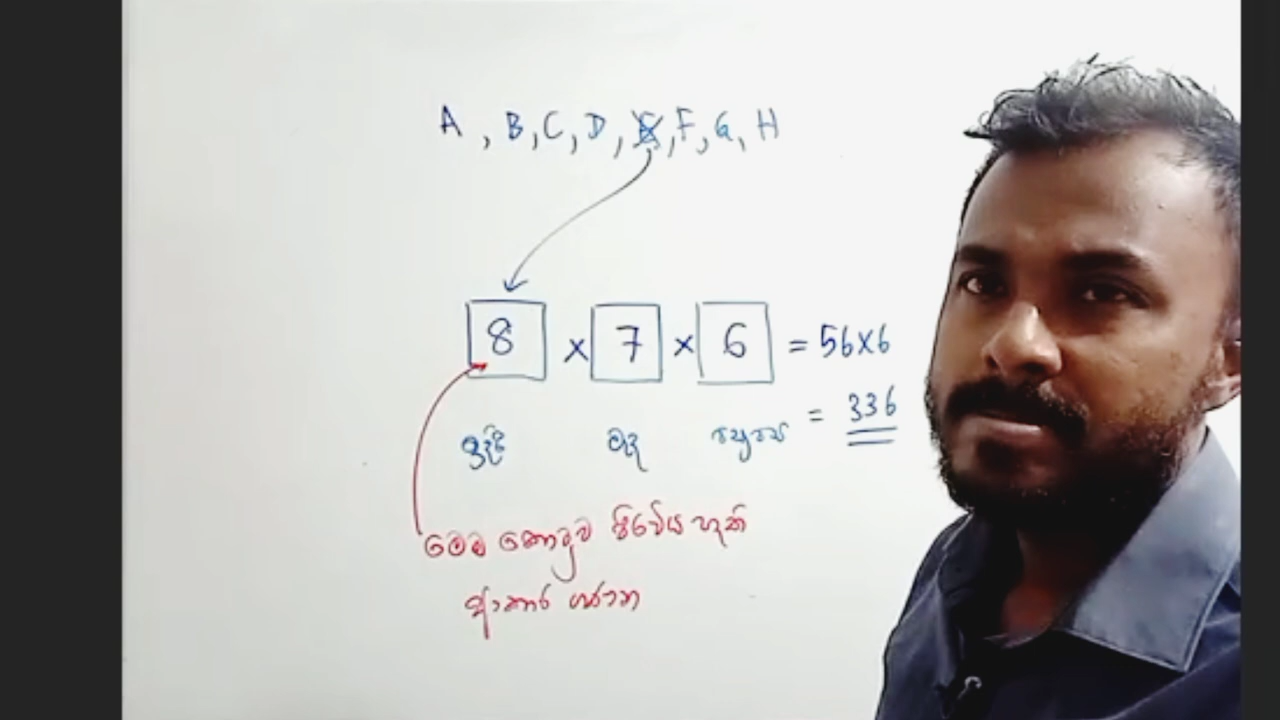 A , B, C, D, E, F, G, H
8 × 7 × 6 = 56×6
= 336
මැද
මෙම කොටුව පිරවිය හැකි
ආකාර ගණන